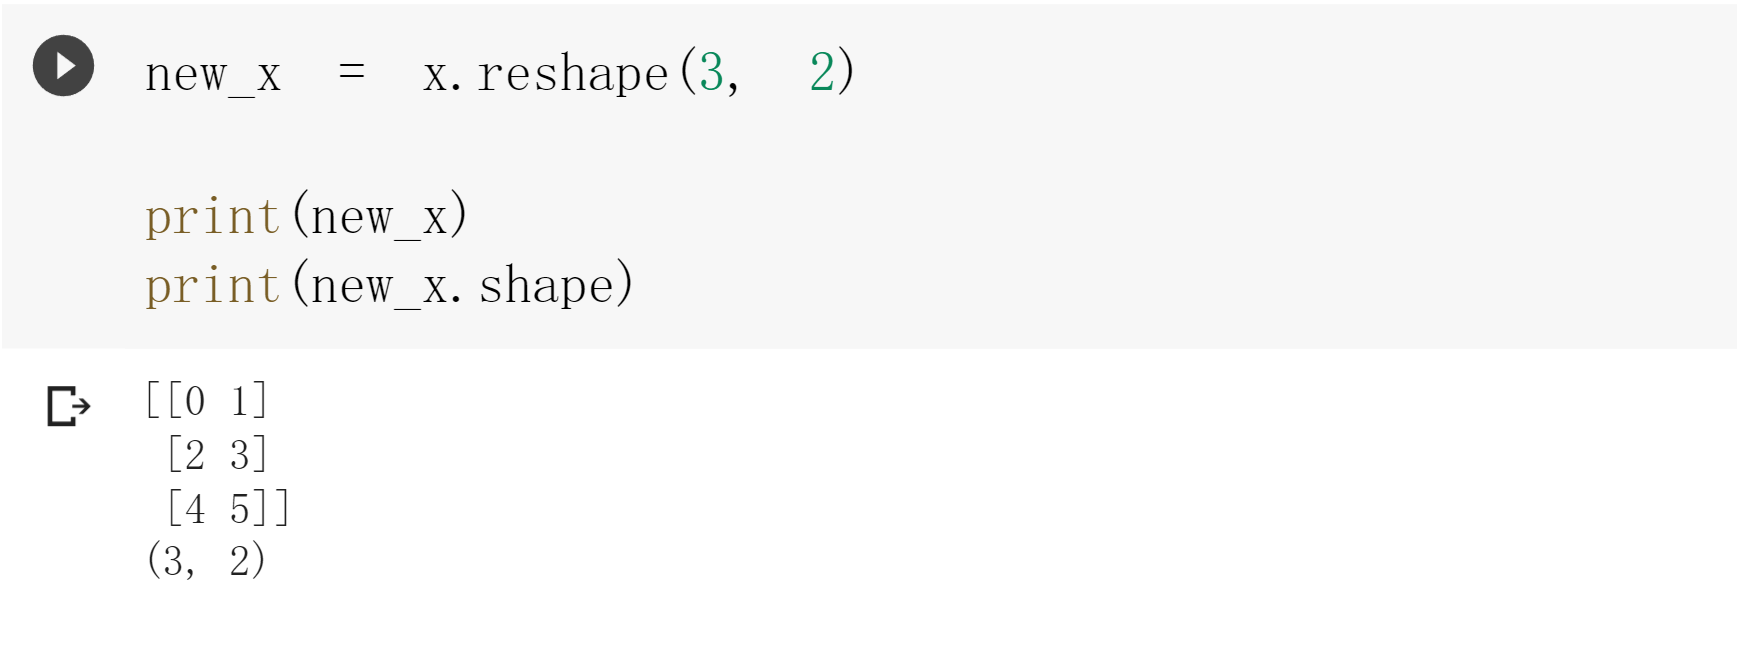 new_x = x.reshape(3, 2)
print(new_x)
print(new_x.shape)
[[0 1]
 [2 3]
 [4 5]]
(3, 2)